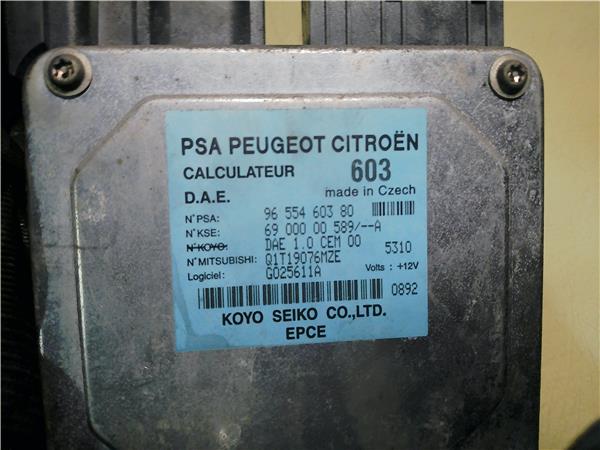 PSA PEUGEOT CITROËN
CALCULATEUR 603
D.A.E. made in Czech
N°PSA: 96 554 603 80
N°KSE: 69 000 00 589/--A
N°KOYO: DAE 1.0 CEM 00 5310
N°MITSUBISHI: Q1T19076MZE
Logiciel: G025611A Volts : +12V
0892
KOYO SEIKO CO.,LTD.
EPCE